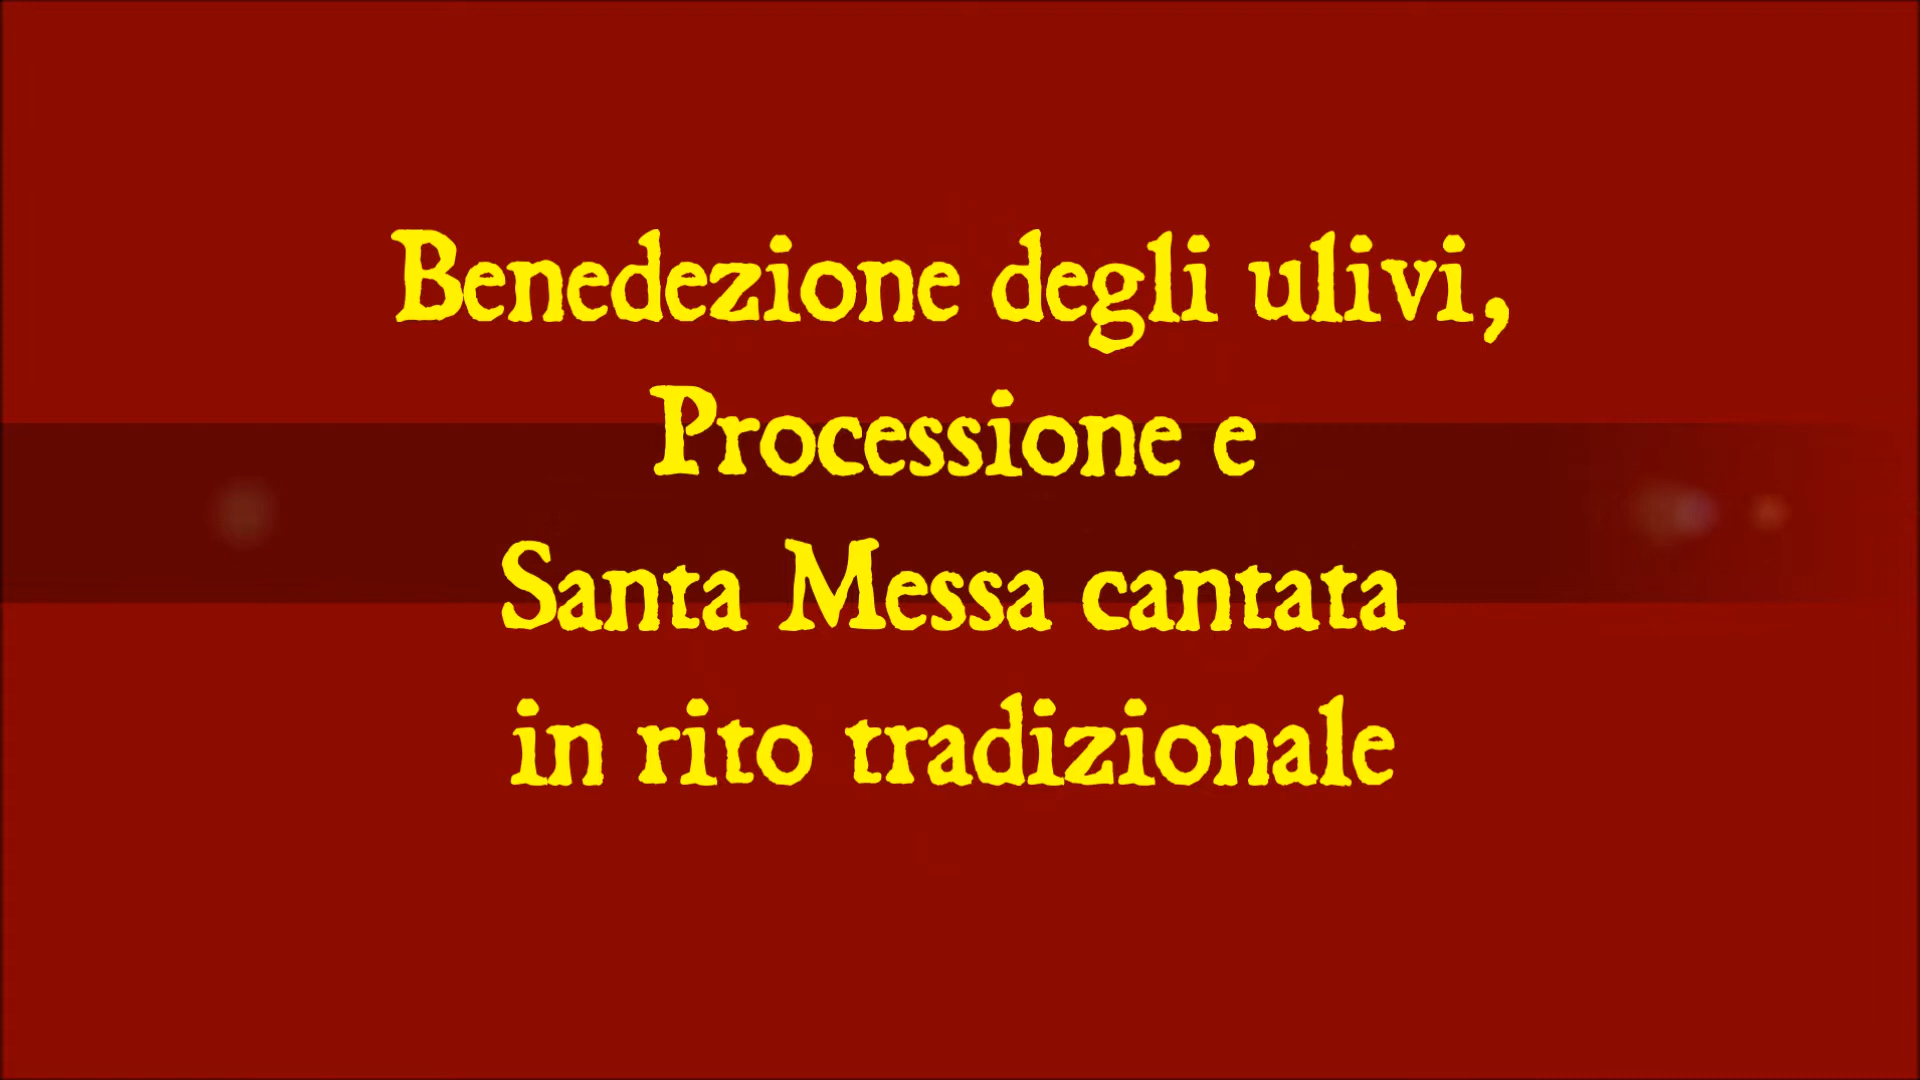 Benedezione degli ulivi,
Processione e
Santa Messa cantata
in rito tradizionale